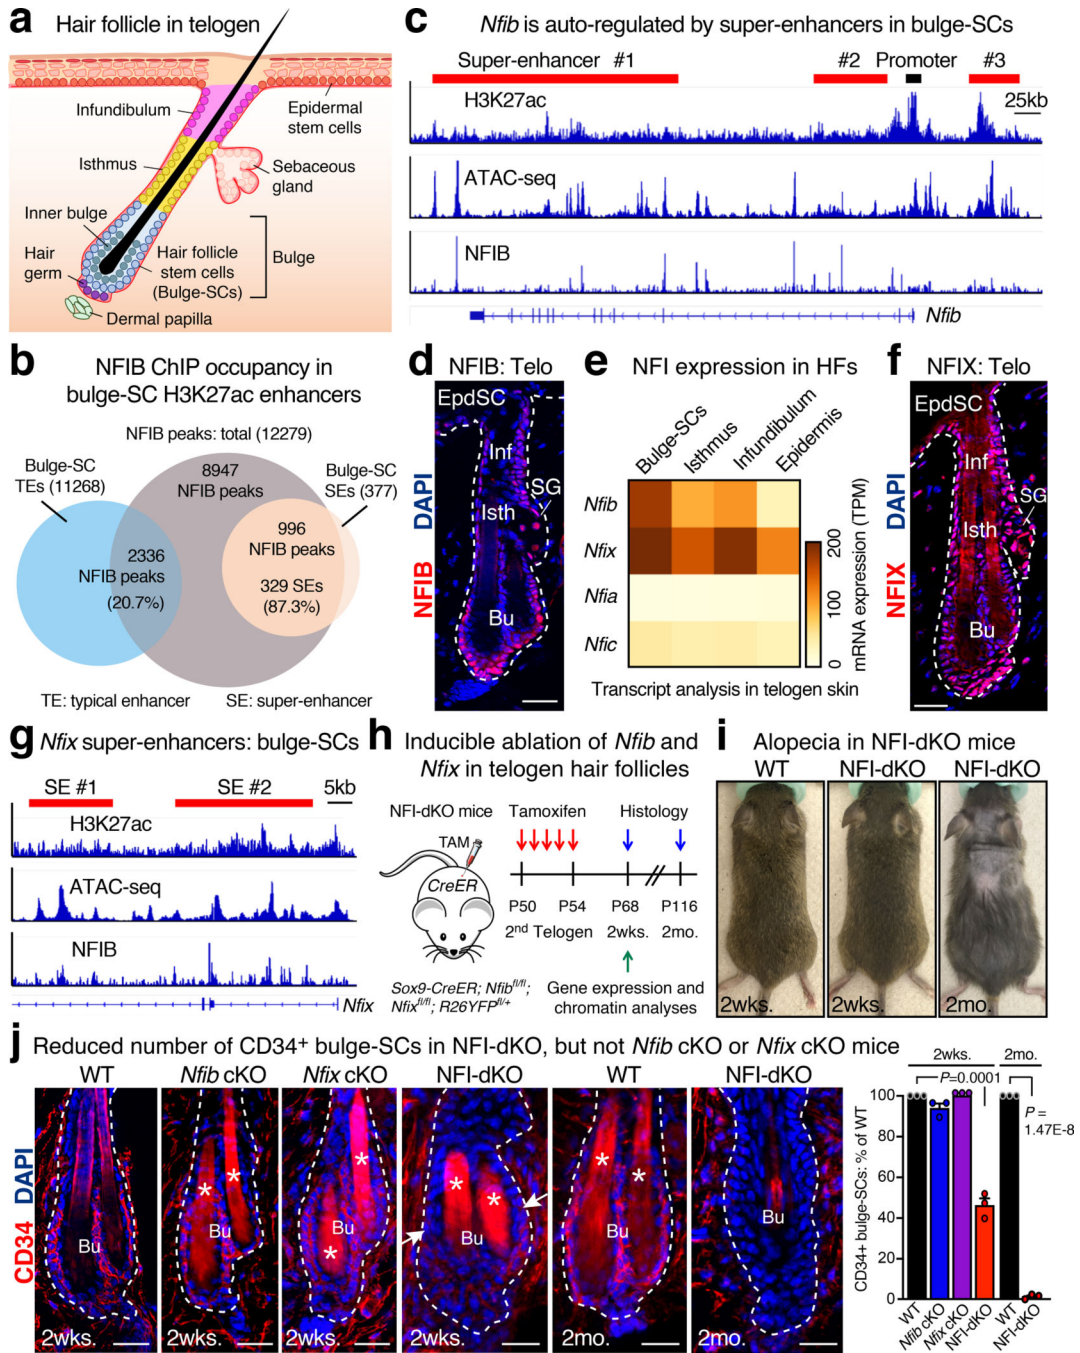 a Hair follicle in telogen
Infundibulum
Epidermal
stem cells
Isthmus
Sebaceous
gland
Inner bulge
Hair
germ
Hair follicle
stem cells
(Bulge-SCs)
Bulge
Dermal papilla
b NFIB ChIP occupancy in
bulge-SC H3K27ac enhancers
NFIB peaks: total (12279)
Bulge-SC
TEs (11268)
8947
NFIB peaks
Bulge-SC
SEs (377)
2336
NFIB peaks
(20.7%)
996
NFIB peaks
329 SEs
(87.3%)
TE: typical enhancer SE: super-enhancer
c Nfib is auto-regulated by super-enhancers in bulge-SCs
Super-enhancer #1 #2 Promoter #3
H3K27ac 25kb
ATAC-seq
NFIB
Nfib
d NFIB: Telo
EpdSC
Inf
SG
Isth
Bu
NFIB DAPI
e NFI expression in HFs
Bulge-SCs
Isthmus
Infundibulum
Epidermis
Nfib
Nfix
Nfia
Nfic
200
100
0
mRNA expression (TPM)
Transcript analysis in telogen skin
f NFIX: Telo
EpdSC
Inf
SG
Isth
Bu
NFIX DAPI
g Nfix super-enhancers: bulge-SCs
SE #1 SE #2 5kb
H3K27ac
ATAC-seq
NFIB
Nfix
h Inducible ablation of Nfib and
Nfix in telogen hair follicles
NFI-dKO mice Tamoxifen Histology
TAM
CreER
P50 P54 P68 P116
2nd Telogen 2wks. 2mo.
Sox9-CreER; Nfib^fl/fl;
Nfix^fl/fl; R26YFP^fl/+
Gene expression and
chromatin analyses
i Alopecia in NFI-dKO mice
WT NFI-dKO NFI-dKO
2wks. 2wks. 2mo.
j Reduced number of CD34+ bulge-SCs in NFI-dKO, but not Nfib cKO or Nfix cKO mice
WT Nfib cKO Nfix cKO NFI-dKO WT NFI-dKO
CD34 DAPI
Bu * * Bu * * Bu * * Bu * * Bu Bu
2wks. 2wks. 2wks. 2wks. 2mo. 2mo.
2wks. 2mo.
P=0.0001
P =
1.47E-8
100
80
60
40
20
0
CD34+ bulge-SCs: % of WT
WT
Nfib cKO
Nfix cKO
NFI-dKO
WT
NFI-dKO